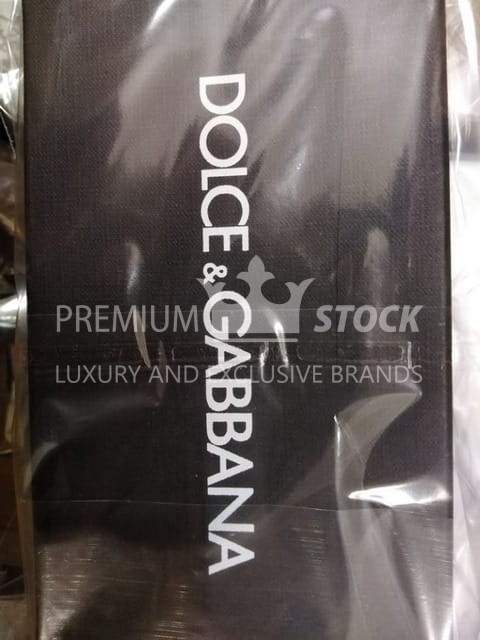 DOLCE & GABBANA
PREMIUM STOCK
LUXURY AND EXCLUSIVE BRANDS